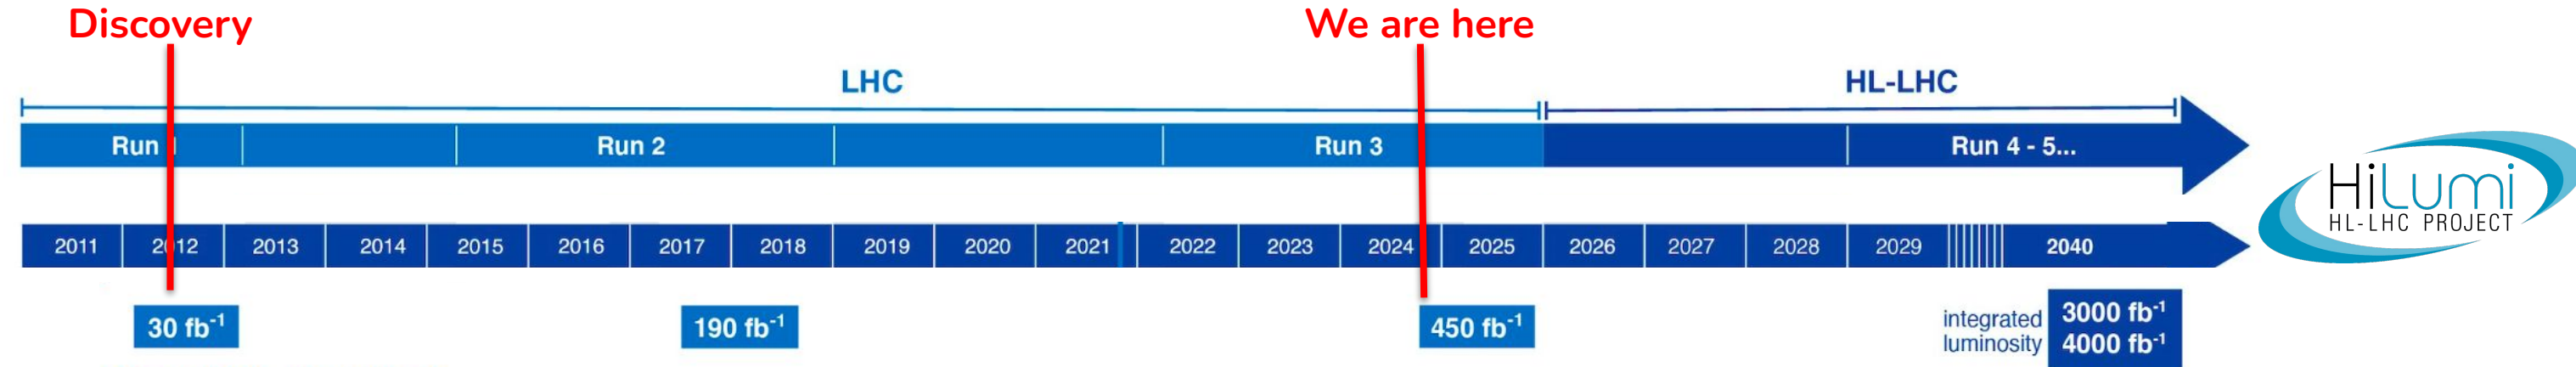 Discovery
We are here
LHC
HL-LHC
Run 1
Run 2
Run 3
Run 4 - 5...
2011 2012 2013 2014 2015 2016 2017 2018 2019 2020 2021 2022 2023 2024 2025 2026 2027 2028 2029 2040
30 fb⁻¹
190 fb⁻¹
450 fb⁻¹
integrated
luminosity
3000 fb⁻¹
4000 fb⁻¹
HiLumi
HL-LHC PROJECT